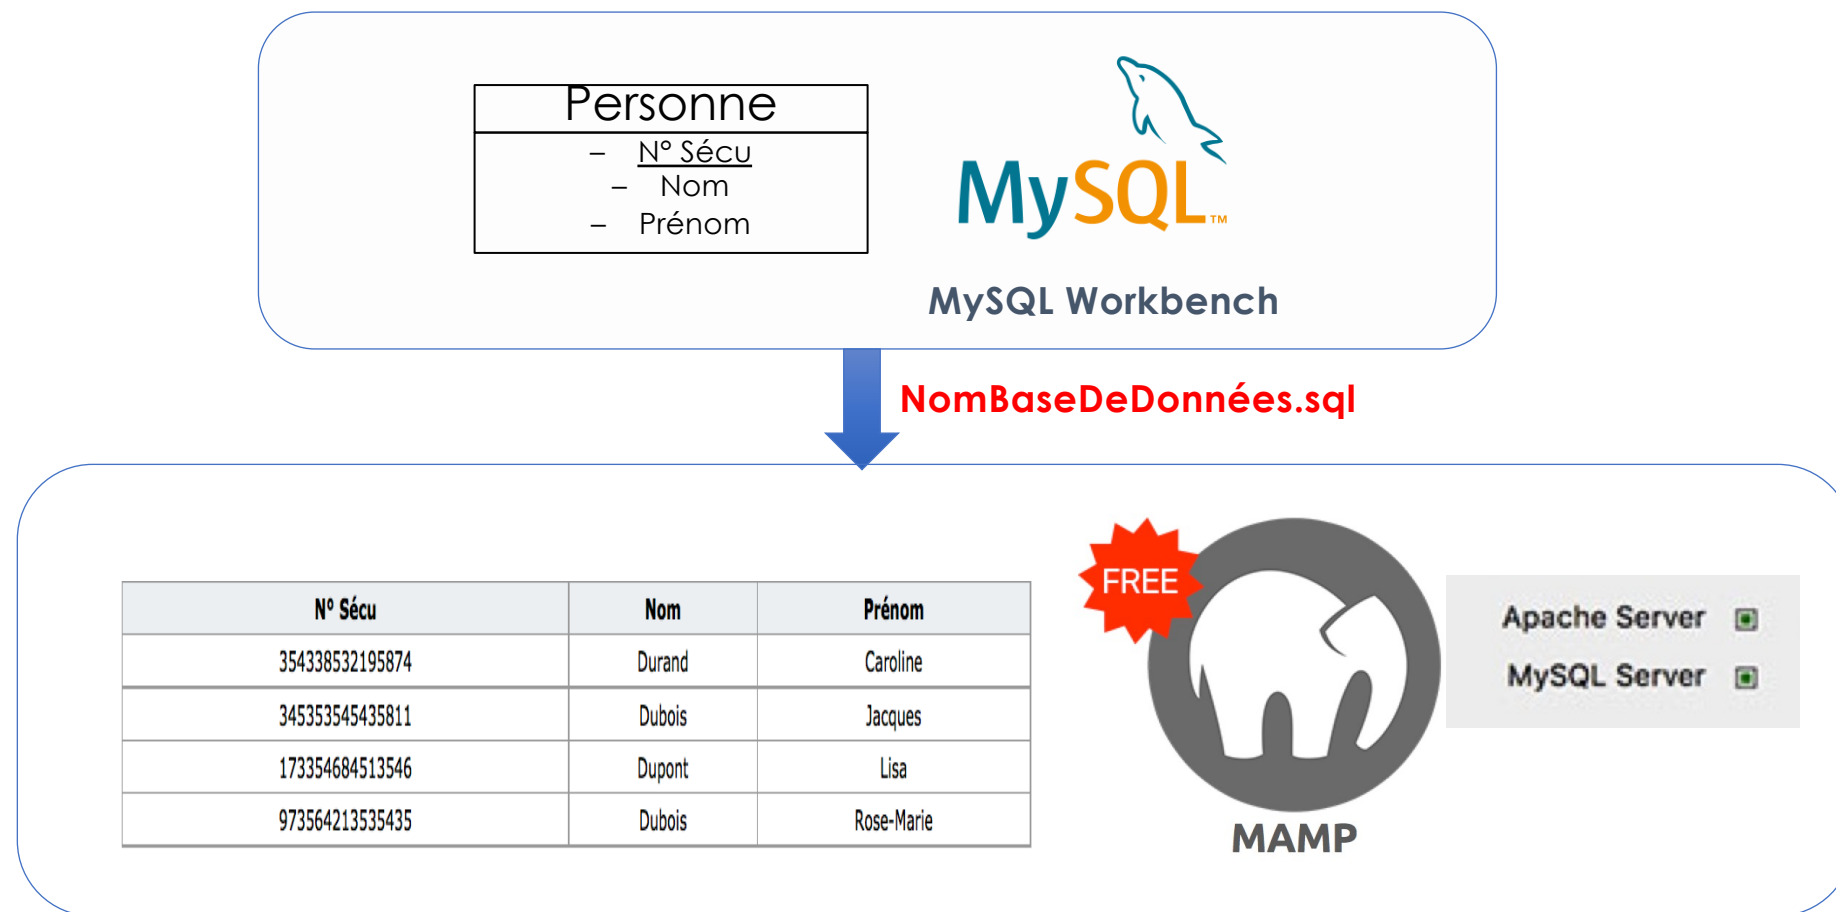 Personne
– N° Sécu
– Nom
– Prénom
MySQL™
MySQL Workbench
NomBaseDeDonnées.sql
N° Sécu Nom Prénom
354338532195874 Durand Caroline
345353545435811 Dubois Jacques
173354684513546 Dupont Lisa
973564213535435 Dubois Rose-Marie
FREE
MAMP
Apache Server
MySQL Server